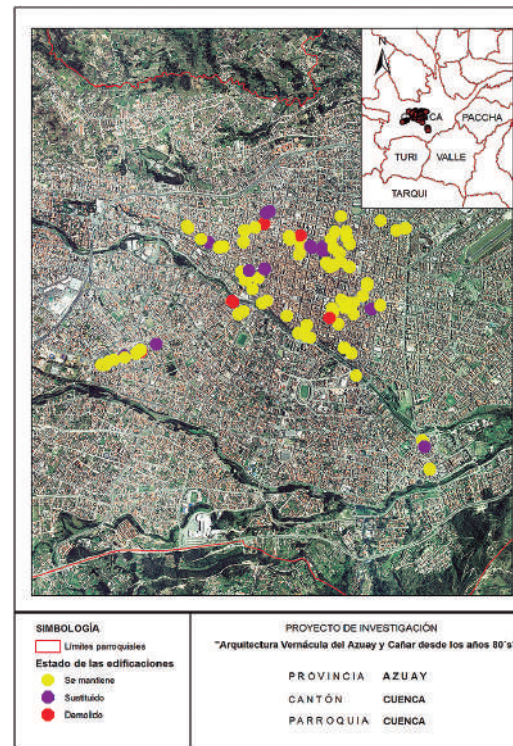 N
CA PACCHA
TURI VALLE
TARQUI
SIMBOLOGÍA
Límites parroquiales
Estado de las edificaciones
Se mantiene
Sustituido
Demolido
PROYECTO DE INVESTIGACIÓN
"Arquitectura Vernácula del Azuay y Cañar desde los años 80's"
PROVINCIA AZUAY
CANTÓN CUENCA
PARROQUIA CUENCA